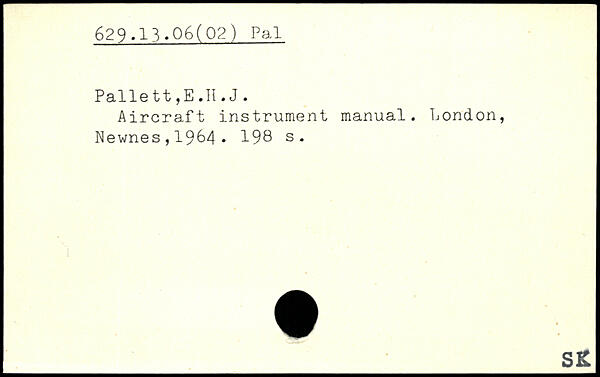 629.13.06(02) Pal
Pallett,E.H.J.
Aircraft instrument manual. London,
Newnes,1964. 198 s.
SK